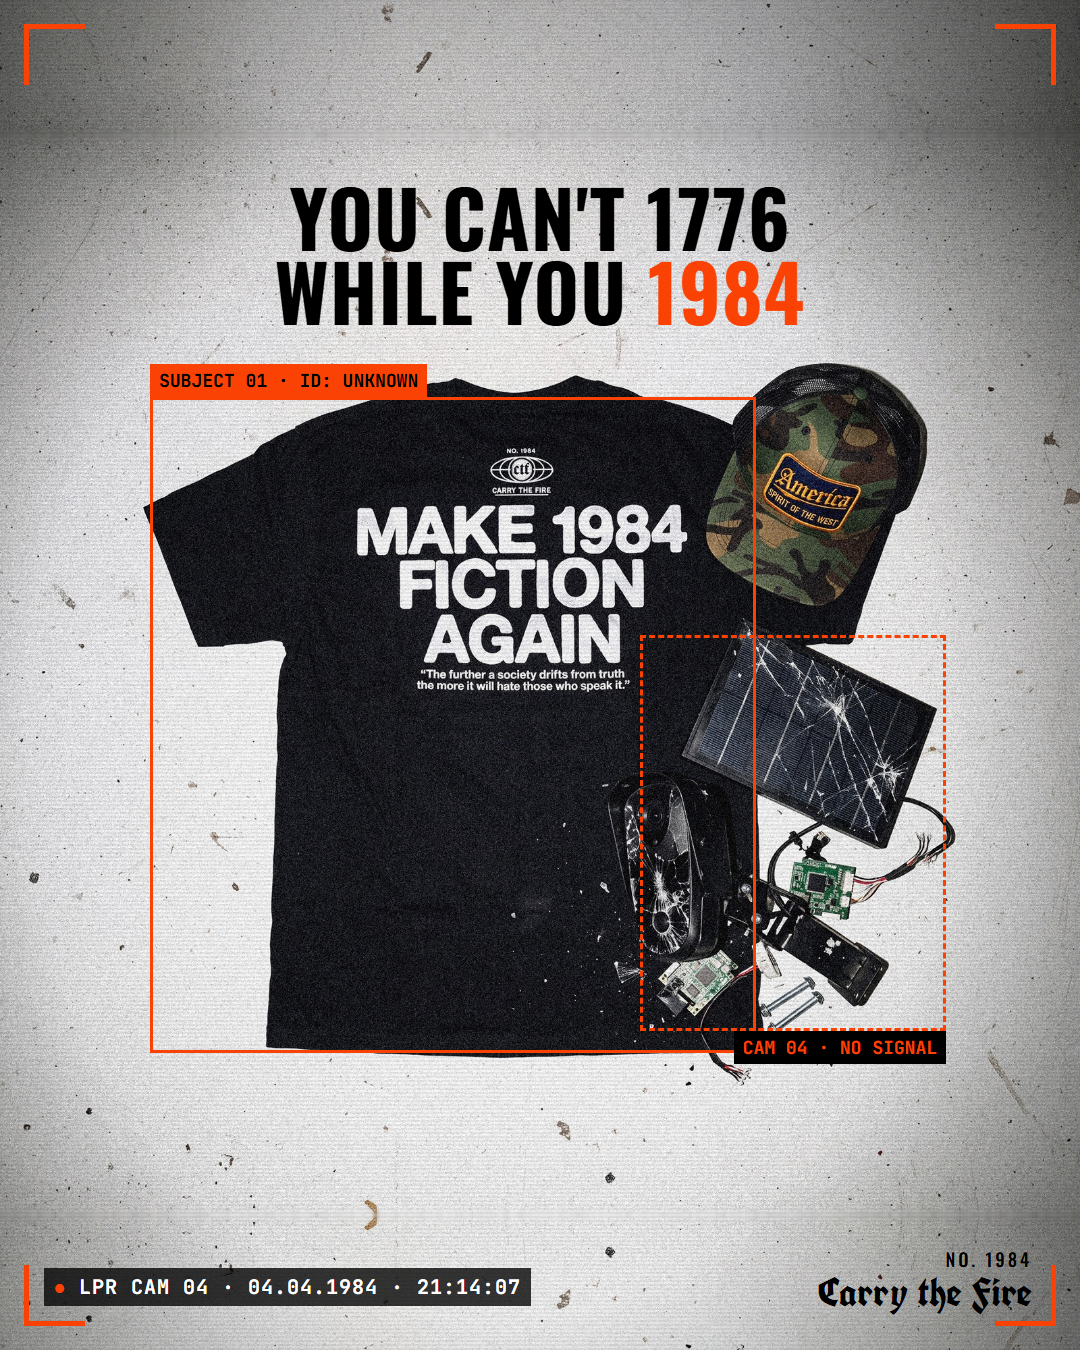 YOU CAN'T 1776
WHILE YOU 1984
SUBJECT 01 · ID: UNKNOWN
NO. 1984
ctf
CARRY THE FIRE
MAKE 1984
FICTION
AGAIN
“The further a society drifts from truth
the more it will hate those who speak it.”
America
SPIRIT OF THE WEST
CAM 04 · NO SIGNAL
● LPR CAM 04 · 04.04.1984 · 21:14:07
NO. 1984
Carry the Fire